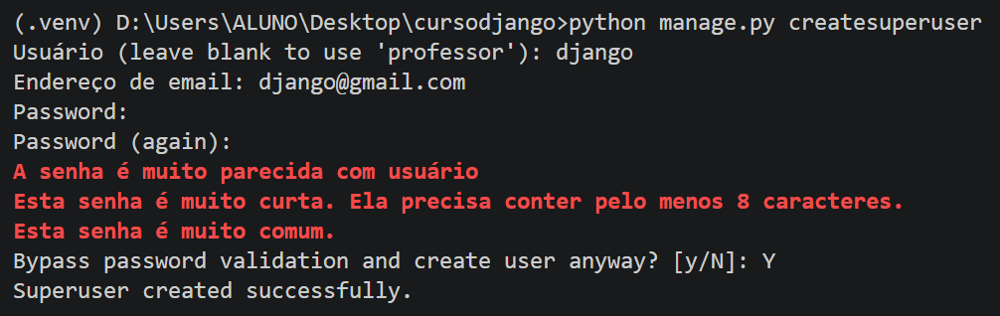 (.venv) D:\Users\ALUNO\Desktop\cursodjango>python manage.py createsuperuser
Usuário (leave blank to use 'professor'): django
Endereço de email: django@gmail.com
Password:
Password (again):
A senha é muito parecida com usuário
Esta senha é muito curta. Ela precisa conter pelo menos 8 caracteres.
Esta senha é muito comum.
Bypass password validation and create user anyway? [y/N]: Y
Superuser created successfully.